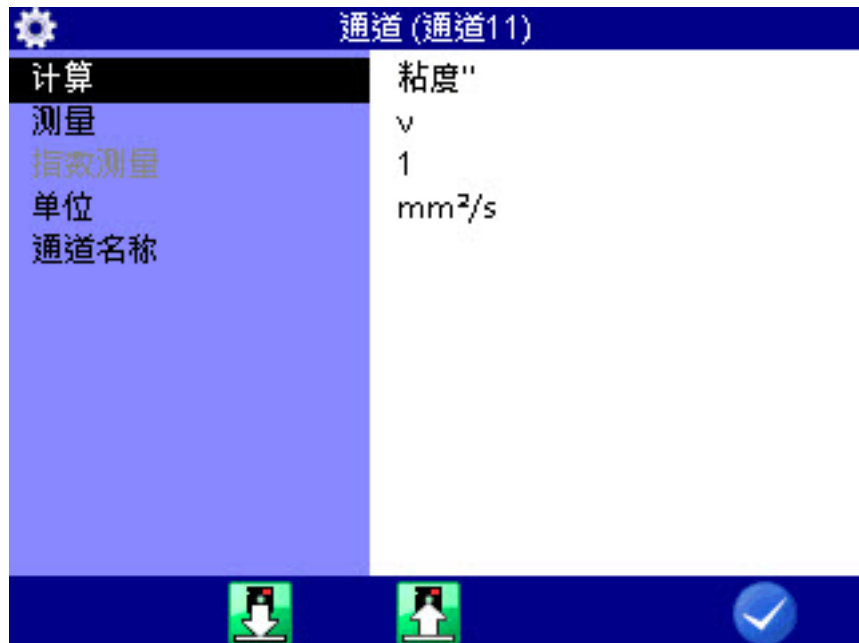 通道 (通道11)
计算 粘度"
测量 v
指数测量 1
单位 mm²/s
通道名称